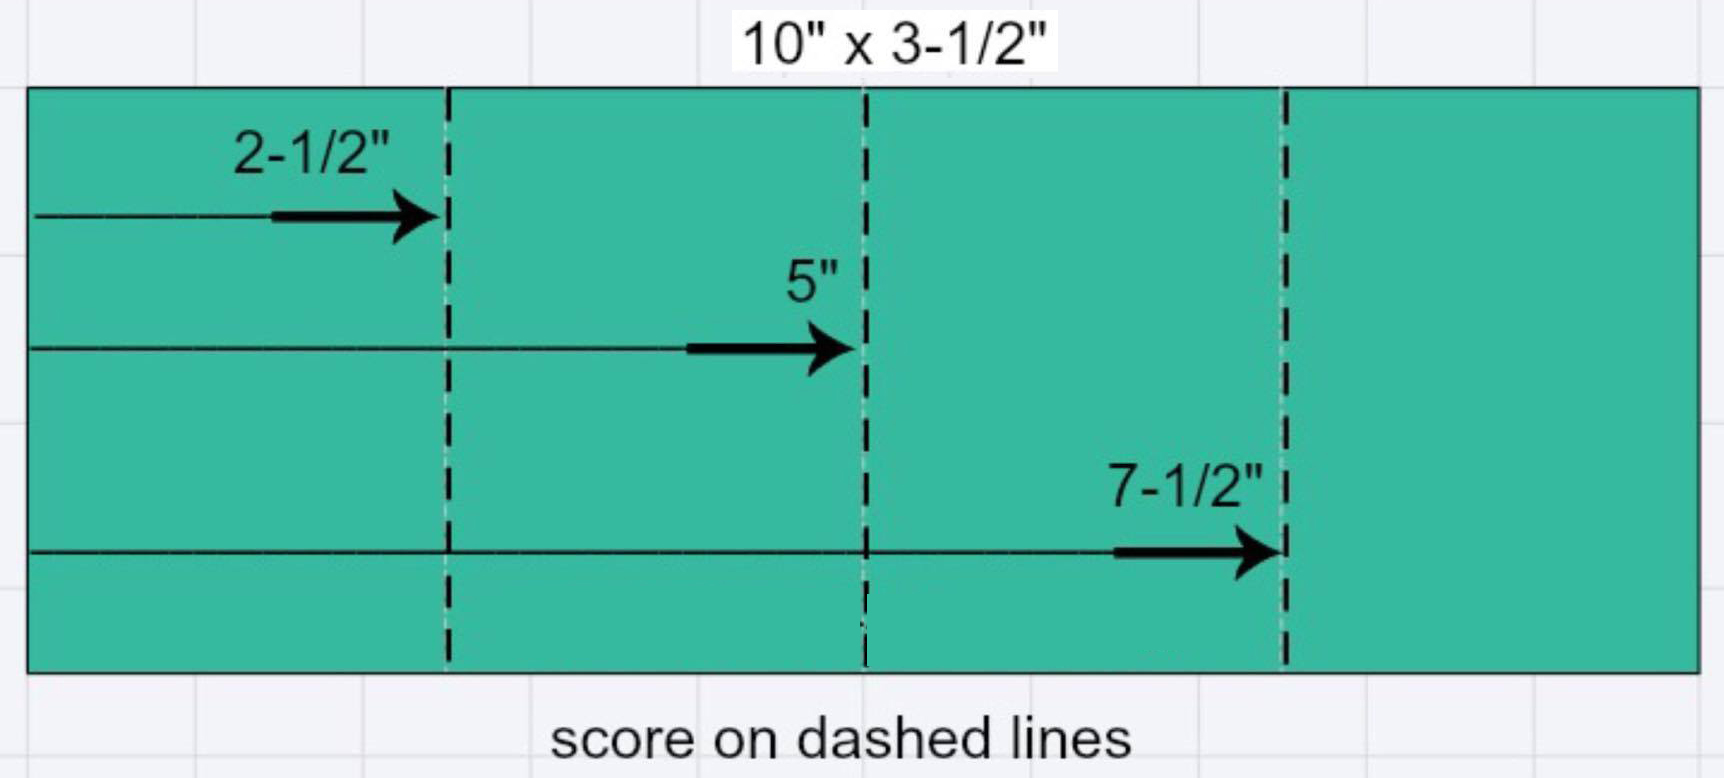 10" x 3-1/2"
2-1/2"
5"
7-1/2"
score on dashed lines